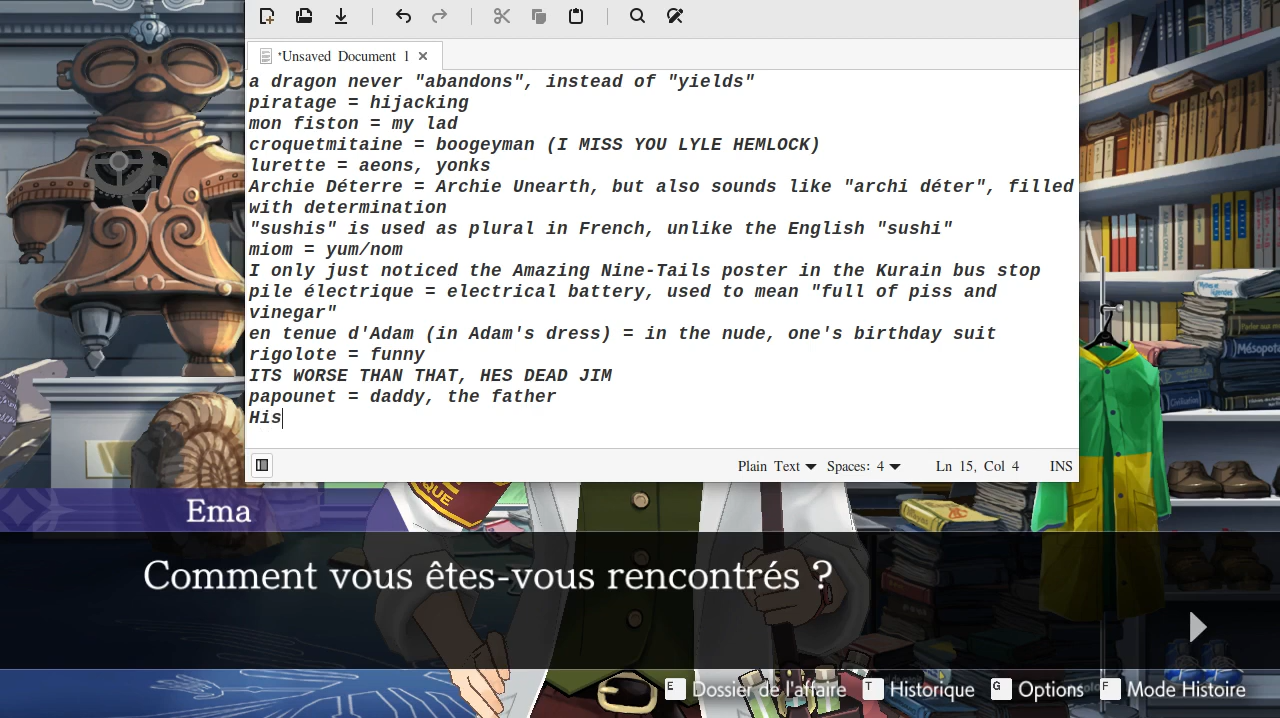 *Unsaved Document 1
a dragon never "abandons", instead of "yields"
piratage = hijacking
mon fiston = my lad
croquetmitaine = boogeyman (I MISS YOU LYLE HEMLOCK)
lurette = aeons, yonks
Archie Déterre = Archie Unearth, but also sounds like "archi déter", filled
with determination
"sushis" is used as plural in French, unlike the English "sushi"
miom = yum/nom
I only just noticed the Amazing Nine-Tails poster in the Kurain bus stop
pile électrique = electrical battery, used to mean "full of piss and
vinegar"
en tenue d'Adam (in Adam's dress) = in the nude, one's birthday suit
rigolote = funny
ITS WORSE THAN THAT, HES DEAD JIM
papounet = daddy, the father
His
Plain Text Spaces: 4 Ln 15, Col 4 INS
Mésopota
QUE
Ema
Comment vous êtes-vous rencontrés ?
E Dossier de l'affaire T Historique G Options F Mode Histoire